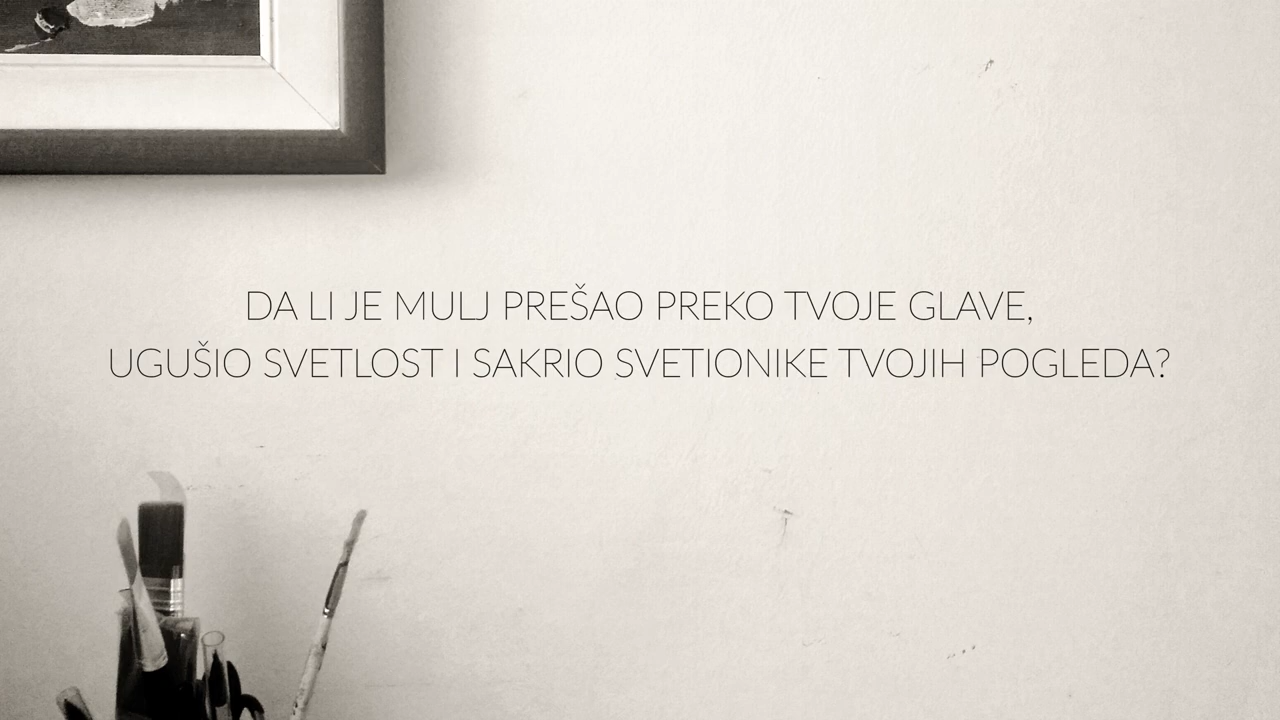 DA LI JE MULJ PREŠAO PREKO TVOJE GLAVE,
UGUŠIO SVETLOST I SAKRIO SVETIONIKE TVOJIH POGLEDA?